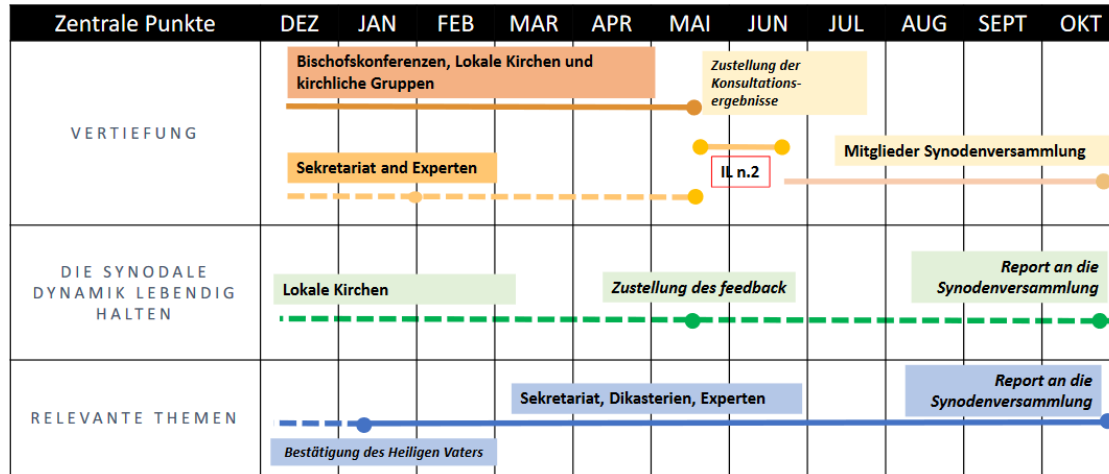 Zentrale Punkte DEZ JAN FEB MAR APR MAI JUN JUL AUG SEPT OKT
VERTIEFUNG
Bischofskonferenzen, Lokale Kirchen und
kirchliche Gruppen
Zustellung der
Konsultations-
ergebnisse
Sekretariat and Experten
IL n.2
Mitglieder Synodenversammlung
DIE SYNODALE
DYNAMIK LEBENDIG
HALTEN
Lokale Kirchen
Zustellung des feedback
Report an die
Synodenversammlung
RELEVANTE THEMEN
Sekretariat, Dikasterien, Experten
Report an die
Synodenversammlung
Bestätigung des Heiligen Vaters